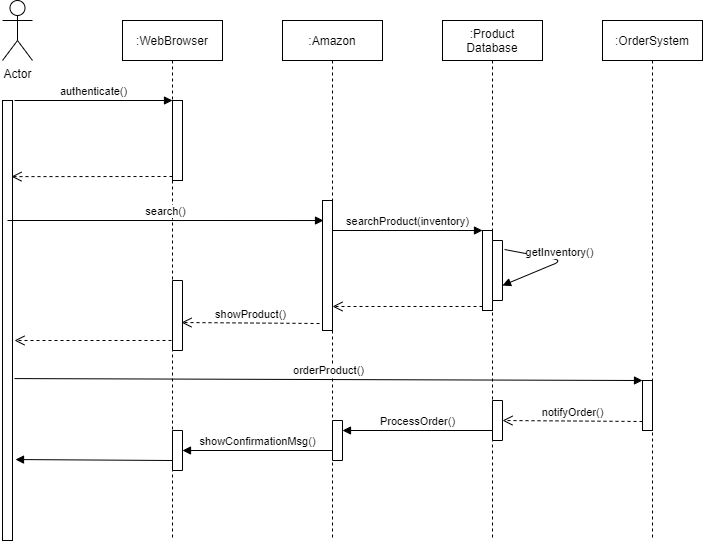 Actor
:WebBrowser
:Amazon
:Product
Database
:OrderSystem
authenticate()
search()
searchProduct(inventory)
getInventory()
showProduct()
orderProduct()
notifyOrder()
ProcessOrder()
showConfirmationMsg()